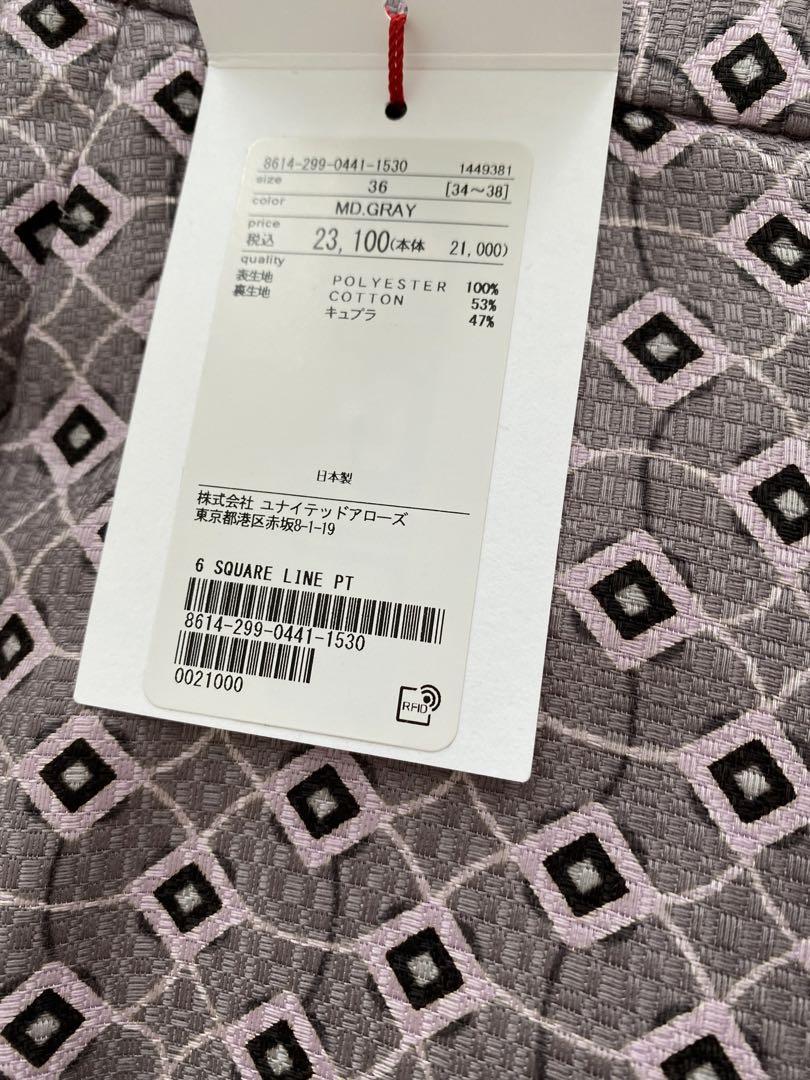 8614-299-0441-1530 1449381
size 36 [34〜38]
color MD.GRAY
price
税込 23,100(本体 21,000)
quality
表生地 POLYESTER 100%
裏生地 COTTON 53%
キュプラ 47%
日本製
株式会社 ユナイテッドアローズ
東京都港区赤坂8-1-19
6 SQUARE LINE PT
8614-299-0441-1530
0021000
RFID